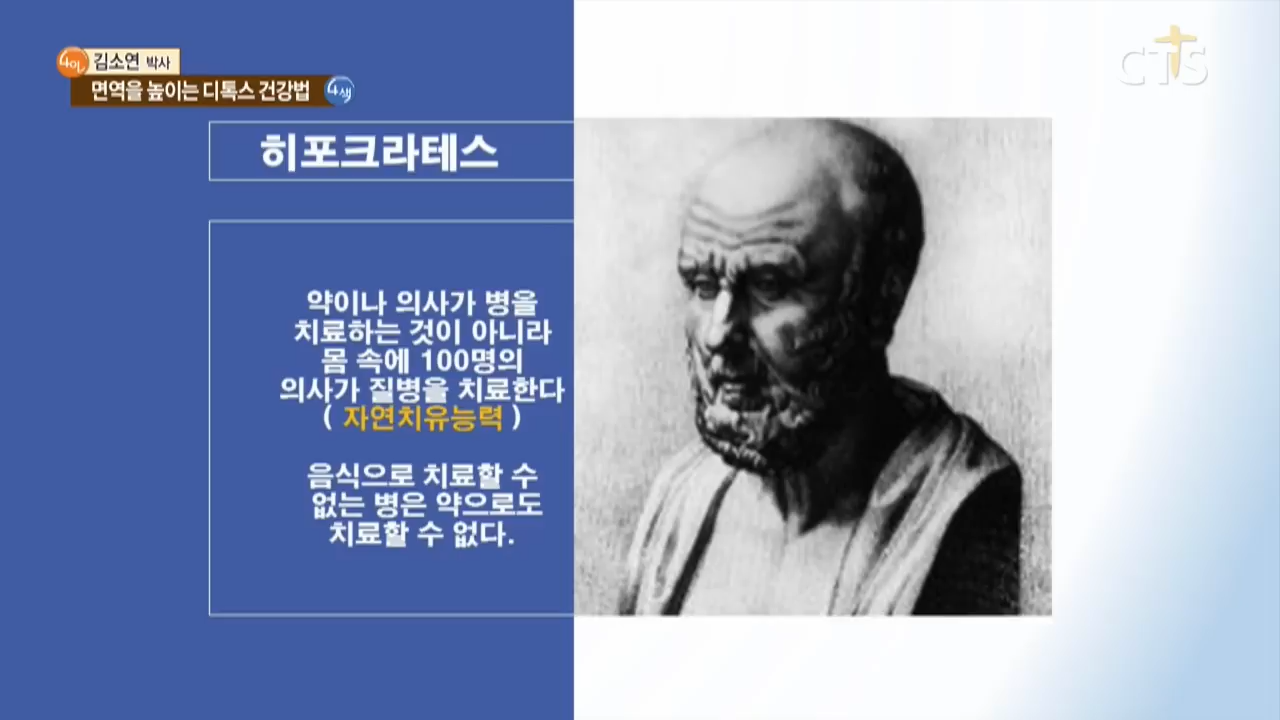 4인
김소연 박사
면역을 높이는 디톡스 건강법
4색
CTS
히포크라테스
약이나 의사가 병을
치료하는 것이 아니라
몸 속에 100명의
의사가 질병을 치료한다
( 자연치유능력 )
음식으로 치료할 수
없는 병은 약으로도
치료할 수 없다.